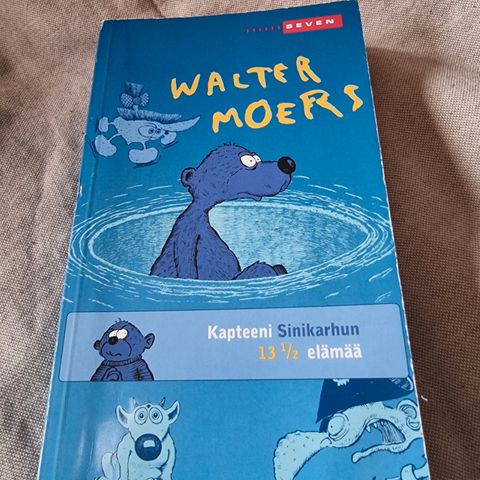 SEVEN
WALTER
MOERS
Kapteeni Sinikarhun
13 ½ elämää